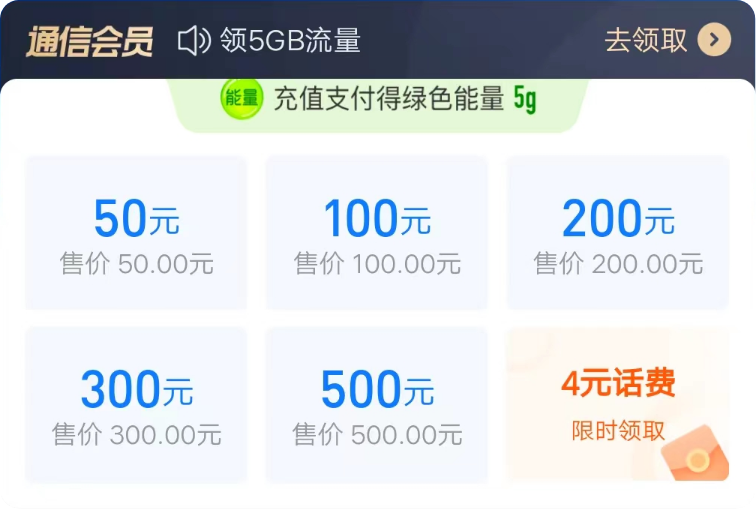 通信会员 领5GB流量 去领取
能量 充值支付得绿色能量 5g
50元 100元 200元
售价 50.00元 售价 100.00元 售价 200.00元
300元 500元 4元话费
售价 300.00元 售价 500.00元 限时领取